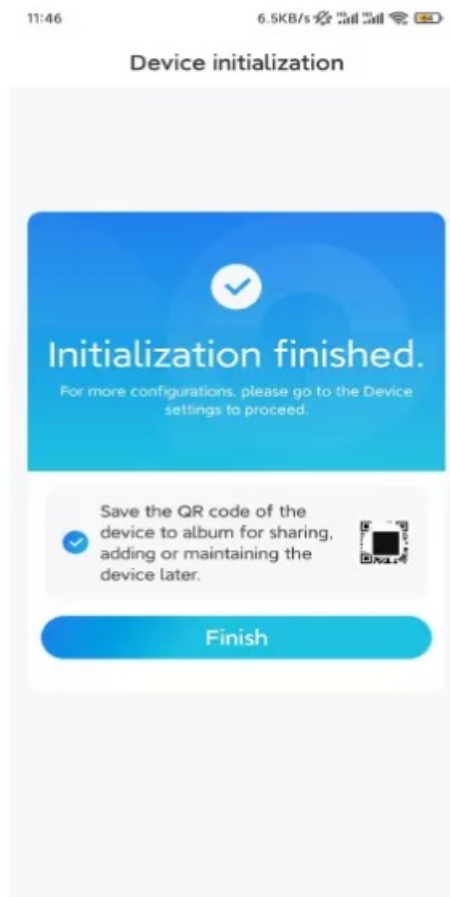 11:46 6.5KB/s
Device initialization
Initialization finished.
For more configurations, please go to the Device
settings to proceed.
Save the QR code of the
device to album for sharing,
adding or maintaining the
device later.
Finish